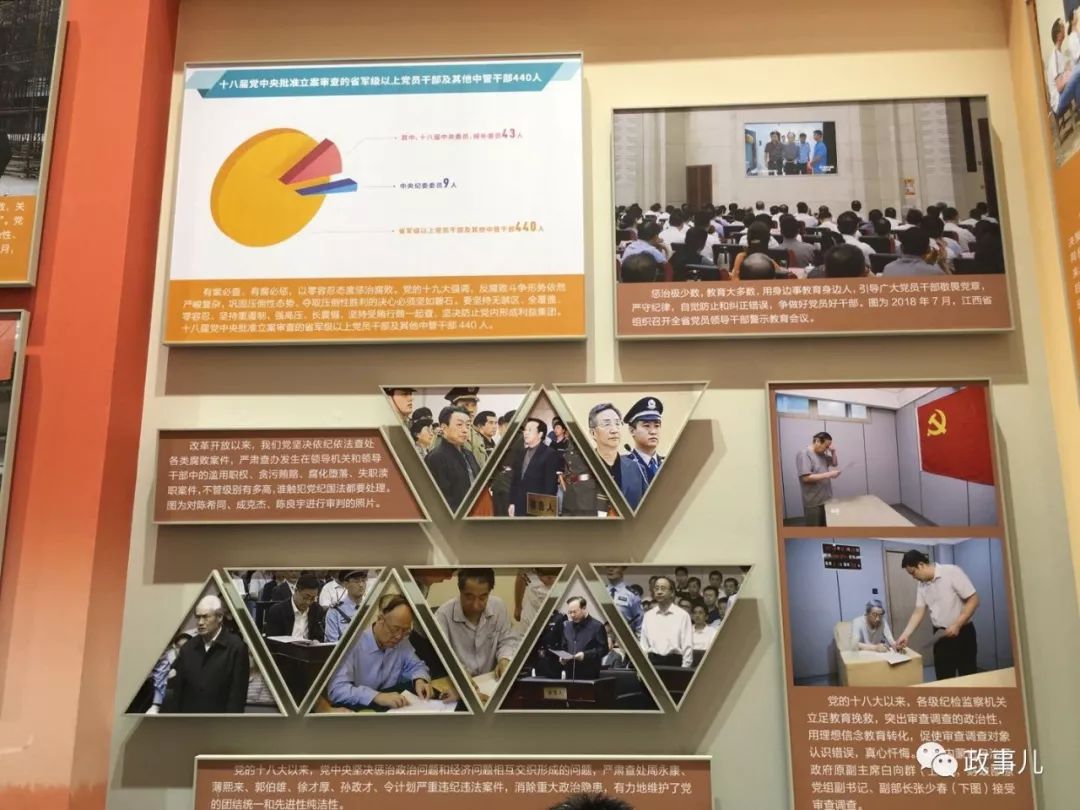 十八届党中央批准立案审查的省军级以上党员干部及其他中管干部440人
其中，十八届中央委员、候补委员43人
中央纪委委员9人
省军级以上党员干部及其他中管干部440人
有案必查，有腐必惩，以零容忍态度惩治腐败。党的十九大强调，反腐败斗争形势依然
严峻复杂，巩固压倒性态势、夺取压倒性胜利的决心必须坚如磐石。要坚持无禁区、全覆盖、
零容忍，坚持重遏制、强高压、长震慑，坚持受贿行贿一起查，坚决防止党内形成利益集团。
十八届党中央批准立案审查的省军级以上党员干部及其他中管干部 440 人。
惩治极少数，教育大多数，用身边事教育身边人，引导广大党员干部敬畏党章，
严守纪律，自觉防止和纠正错误，争做好党员好干部。图为 2018 年 7 月，江西省
组织召开全省党员领导干部警示教育会议。
改革开放以来，我们党坚决依纪依法查处
各类腐败案件，严肃查办发生在领导机关和领导
干部中的滥用职权、贪污贿赂、腐化堕落、失职渎
职案件，不管级别有多高，谁触犯党纪国法都要处理。
图为对陈希同、成克杰、陈良宇进行审判的照片。
被告人
党的十八大以来，党中央坚决惩治政治问题和经济问题相互交织形成的问题，严肃查处周永康、
薄熙来、郭伯雄、徐才厚、孙政才、令计划严重违纪违法案件，消除重大政治隐患，有力地维护了党
的团结统一和先进性纯洁性。
党的十八大以来，各级纪检监察机关
立足教育挽救，突出审查调查的政治性，
用理想信念教育转化，促使审查调查对象
认识错误，真心忏悔。
政府原副主席白向群
党组副书记、副部长张少春（下图）接受
审查调查。
政事儿